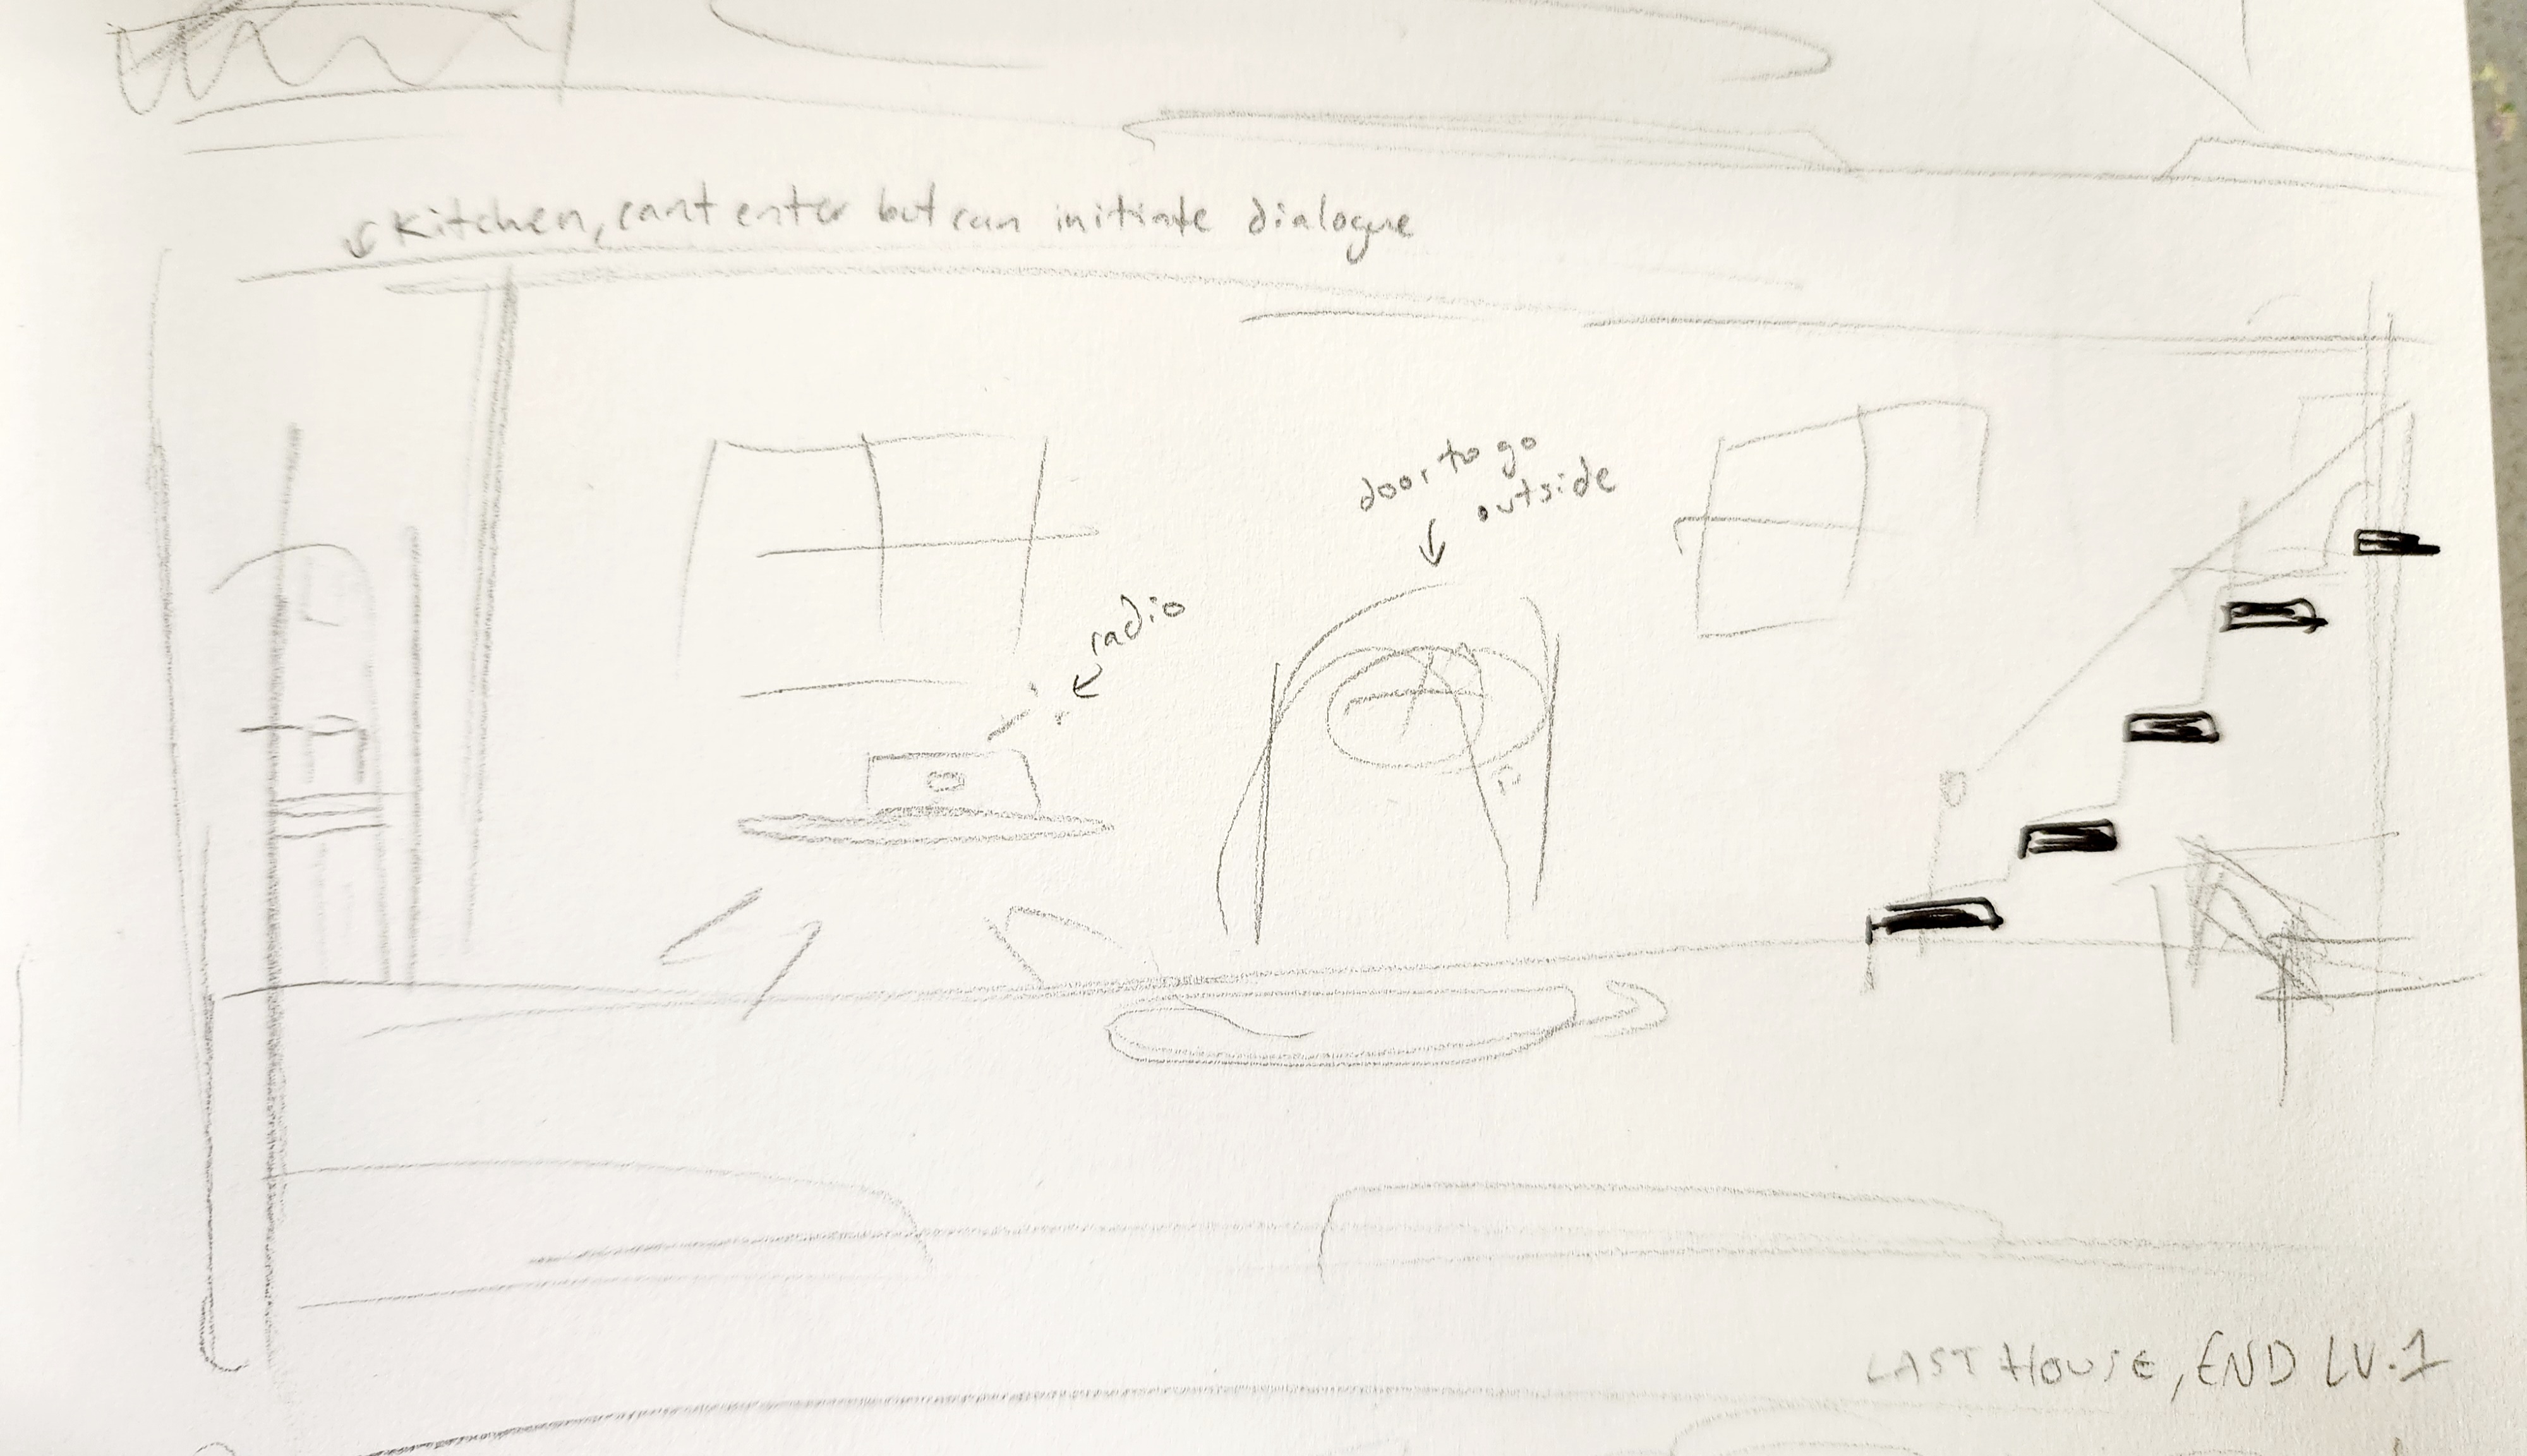 Kitchen, cant enter but can initiate dialogue
door to go
outside
radio
LAST HOUSE, END LV.1